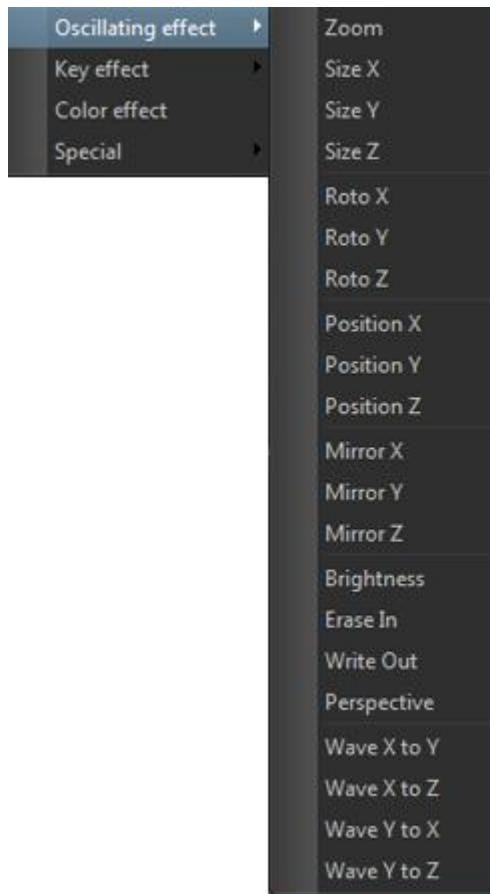 Oscillating effect
Key effect
Color effect
Special
Zoom
Size X
Size Y
Size Z
Roto X
Roto Y
Roto Z
Position X
Position Y
Position Z
Mirror X
Mirror Y
Mirror Z
Brightness
Erase In
Write Out
Perspective
Wave X to Y
Wave X to Z
Wave Y to X
Wave Y to Z